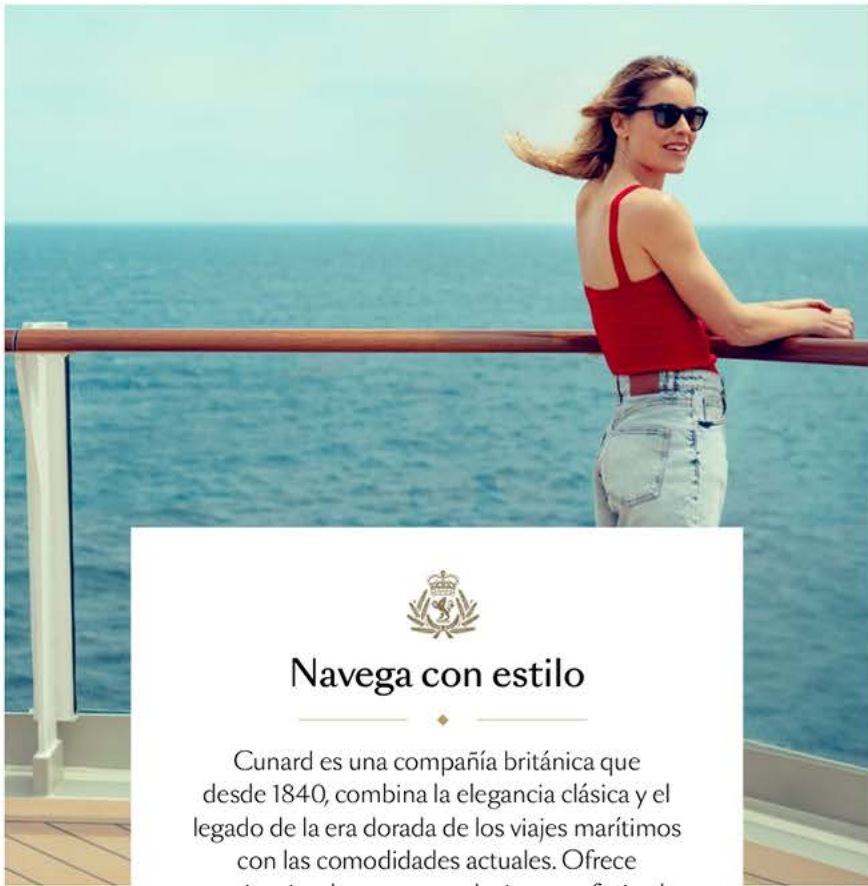 Navega con estilo
Cunard es una compañía británica que
desde 1840, combina la elegancia clásica y el
legado de la era dorada de los viajes marítimos
con las comodidades actuales. Ofrece